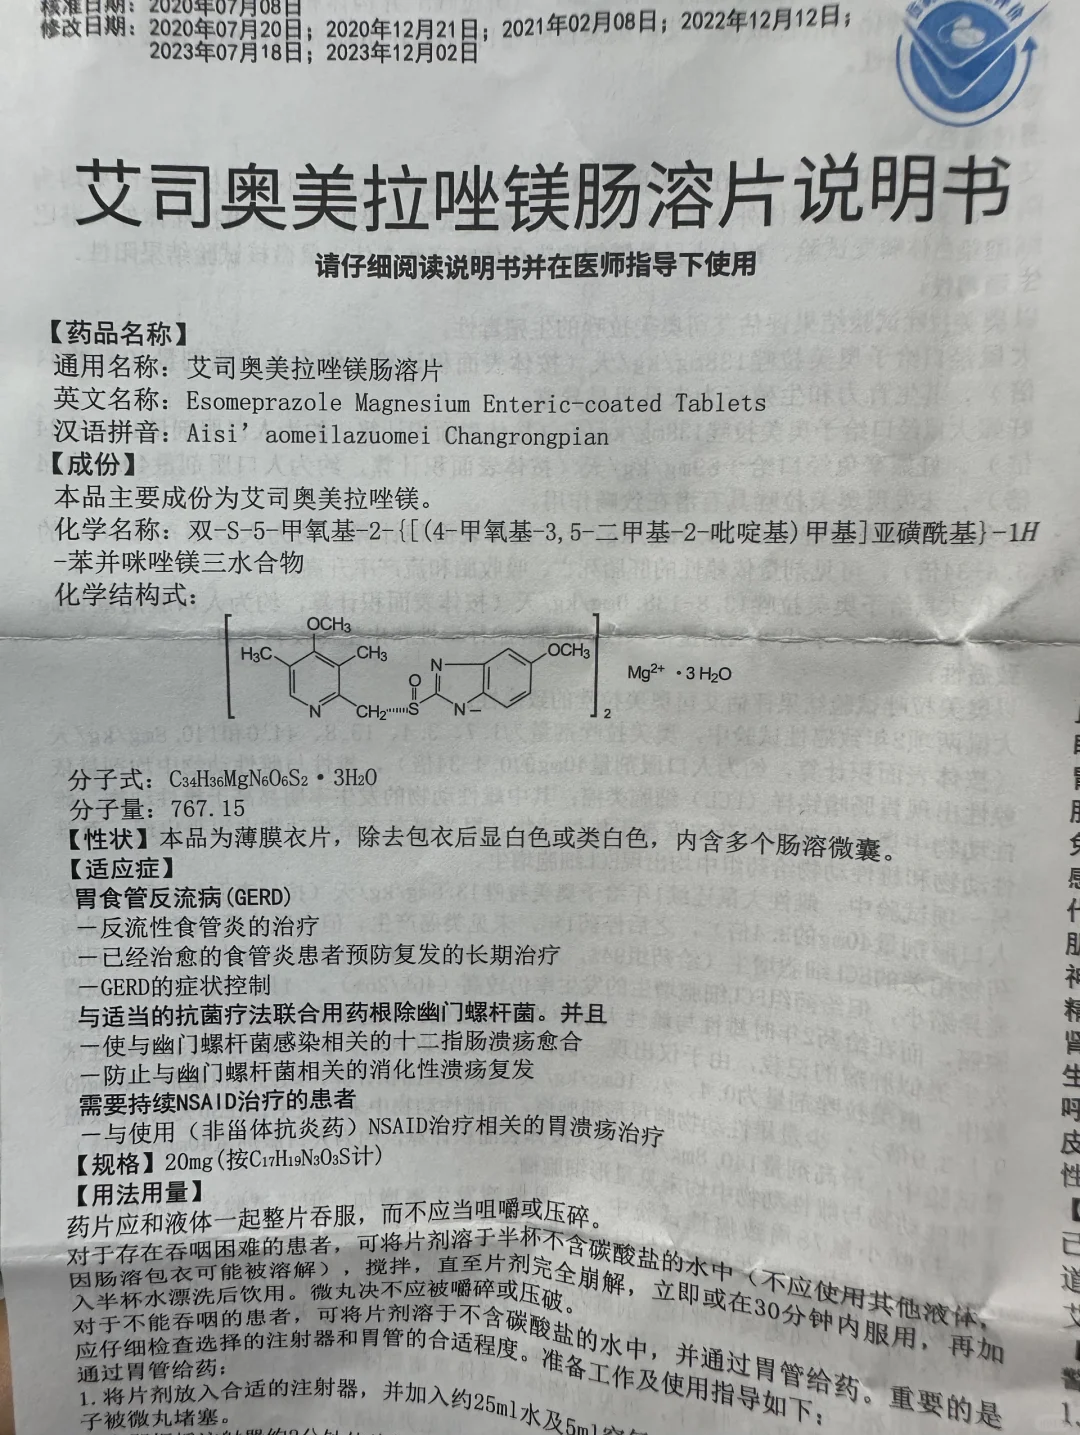 核准日期：2020年07月08日
修改日期：2020年07月20日；2020年12月21日；2021年02月08日；2022年12月12日；
2023年07月18日；2023年12月02日
艾司奥美拉唑镁肠溶片说明书
请仔细阅读说明书并在医师指导下使用
【药品名称】
通用名称：艾司奥美拉唑镁肠溶片
英文名称：Esomeprazole Magnesium Enteric-coated Tablets
汉语拼音：Aisi'aomeilazuomei Changrongpian
【成份】
本品主要成份为艾司奥美拉唑镁。
化学名称：双-S-5-甲氧基-2-{[(4-甲氧基-3,5-二甲基-2-吡啶基)甲基]亚磺酰基}-1H
-苯并咪唑镁三水合物
化学结构式：
OCH₃
H₃C
CH₃
N
CH₂
O
S
N
N
OCH₃
2
Mg²⁺ ·3H₂O
分子式：C₃₄H₃₆MgN₆O₆S₂·3H₂O
分子量：767.15
【性状】本品为薄膜衣片，除去包衣后显白色或类白色，内含多个肠溶微囊。
【适应症】
胃食管反流病(GERD)
—反流性食管炎的治疗
—已经治愈的食管炎患者预防复发的长期治疗
—GERD的症状控制
与适当的抗菌疗法联合用药根除幽门螺杆菌。并且
—使与幽门螺杆菌感染相关的十二指肠溃疡愈合
—防止与幽门螺杆菌相关的消化性溃疡复发
需要持续NSAID治疗的患者
—与使用（非甾体抗炎药）NSAID治疗相关的胃溃疡治疗
【规格】20mg(按C₁₇H₁₉N₃O₃S计)
【用法用量】
药片应和液体一起整片吞服，而不应当咀嚼或压碎。
对于存在吞咽困难的患者，可将片剂溶于半杯不含碳酸盐的水中（不应使用其他液体，
因肠溶包衣可能被溶解），搅拌，直至片剂完全崩解，立即或在30分钟内服用，再加
入半杯水漂洗后饮用。微丸决不应被嚼碎或压破。
对于不能吞咽的患者，可将片剂溶于不含碳酸盐的水中，并通过胃管给药。重要的是
应仔细检查选择的注射器和胃管的合适程度。准备工作及使用指导如下：
通过胃管给药：
1.将片剂放入合适的注射器，并加入约25ml水及5ml空气
子被微丸堵塞。